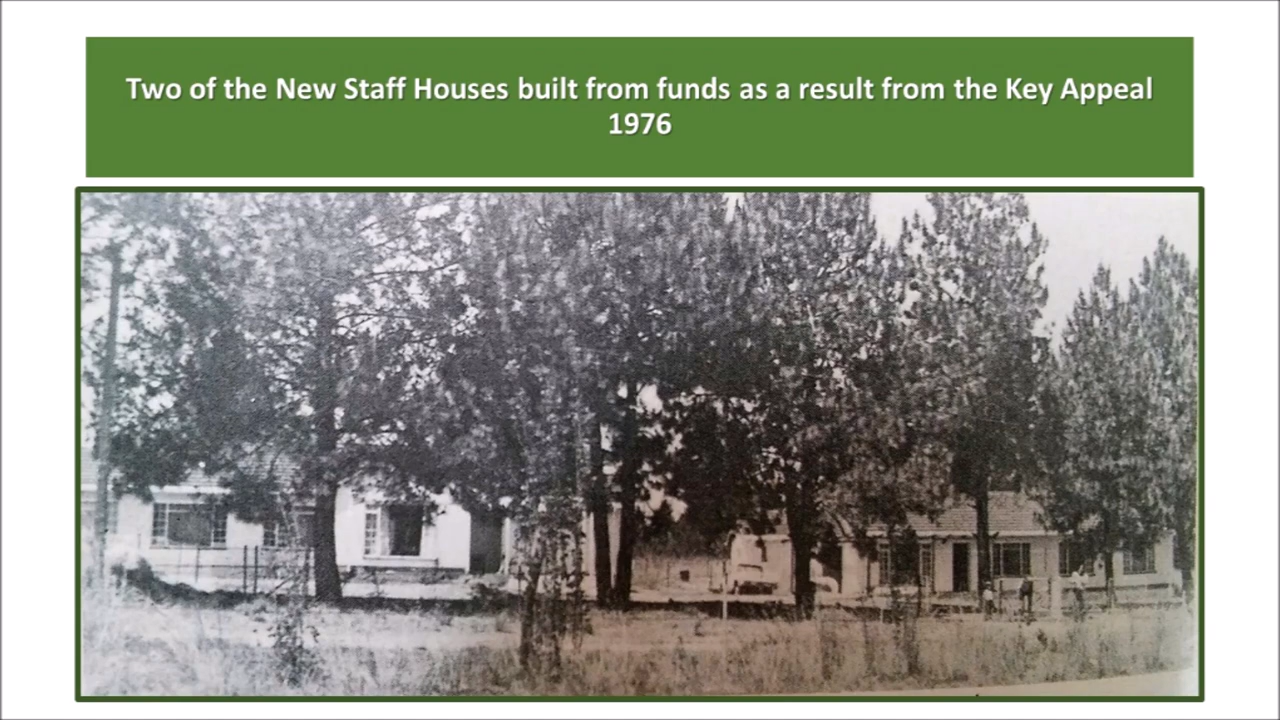 Two of the New Staff Houses built from funds as a result from the Key Appeal
1976